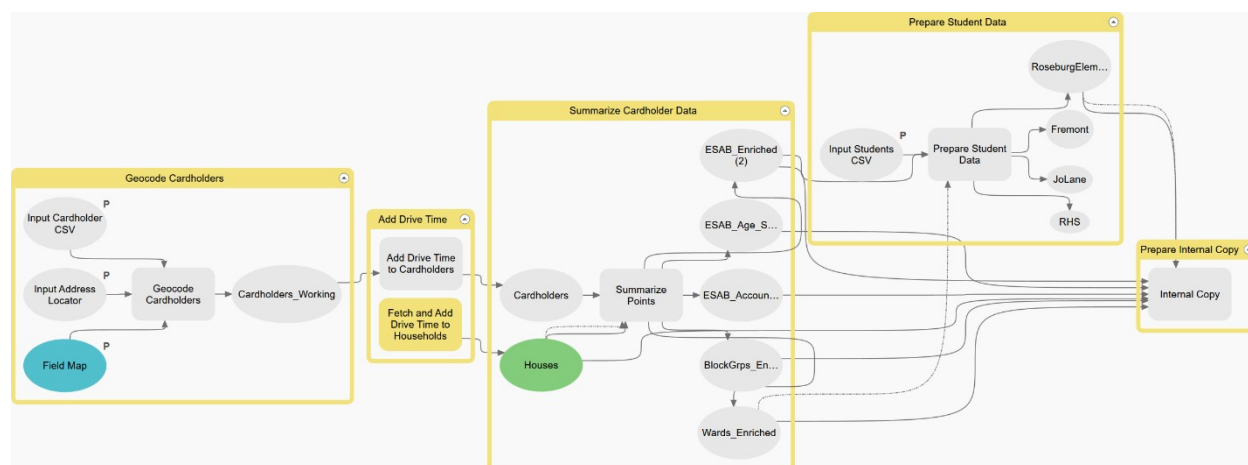 Geocode Cardholders
P
Input Cardholder
CSV
P
Input Address
Locator
Geocode
Cardholders
Cardholders_Working
P
Field Map
Add Drive Time
Add Drive Time
to Cardholders
Fetch and Add
Drive Time to
Households
Summarize Cardholder Data
ESAB_Enriched
(2)
ESAB_Age_S...
Cardholders
Summarize
Points
ESAB_Accoun...
Houses
BlockGrps_En...
Wards_Enriched
Prepare Student Data
RoseburgElem...
P
Input Students
CSV
Prepare Student
Data
Fremont
JoLane
RHS
Prepare Internal Copy
Internal Copy